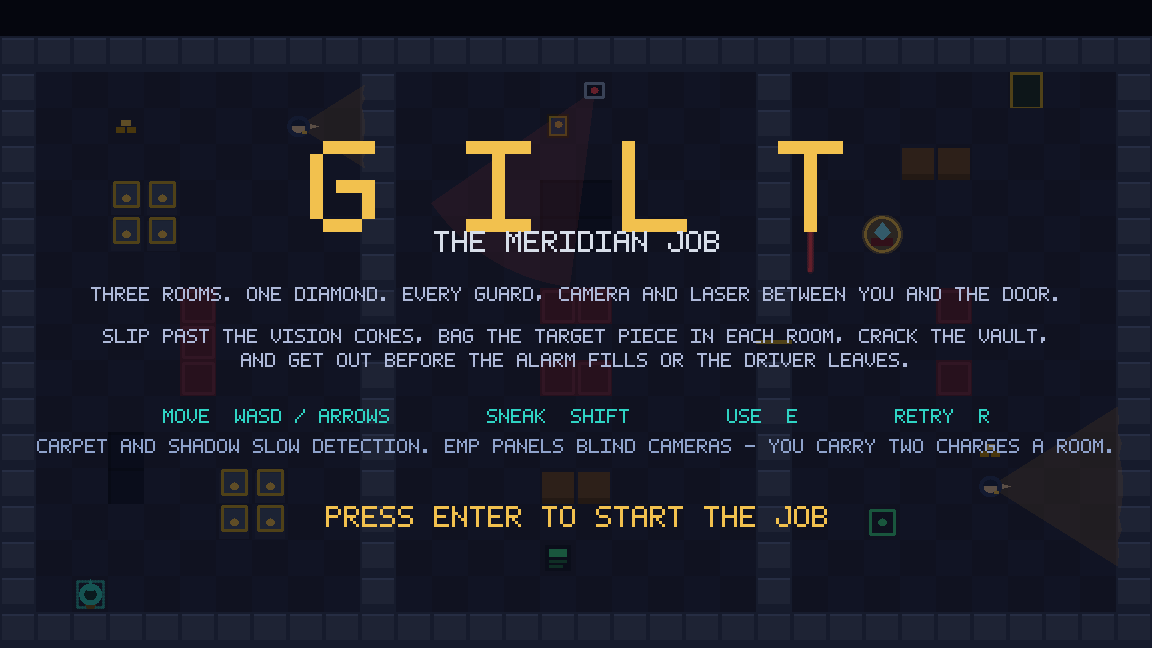 GILT
THE MERIDIAN JOB
THREE ROOMS. ONE DIAMOND. EVERY GUARD, CAMERA AND LASER BETWEEN YOU AND THE DOOR.
SLIP PAST THE VISION CONES, BAG THE TARGET PIECE IN EACH ROOM, CRACK THE VAULT,
AND GET OUT BEFORE THE ALARM FILLS OR THE DRIVER LEAVES.
MOVE WASD / ARROWS SNEAK SHIFT USE E RETRY R
CARPET AND SHADOW SLOW DETECTION. EMP PANELS BLIND CAMERAS - YOU CARRY TWO CHARGES A ROOM.
PRESS ENTER TO START THE JOB